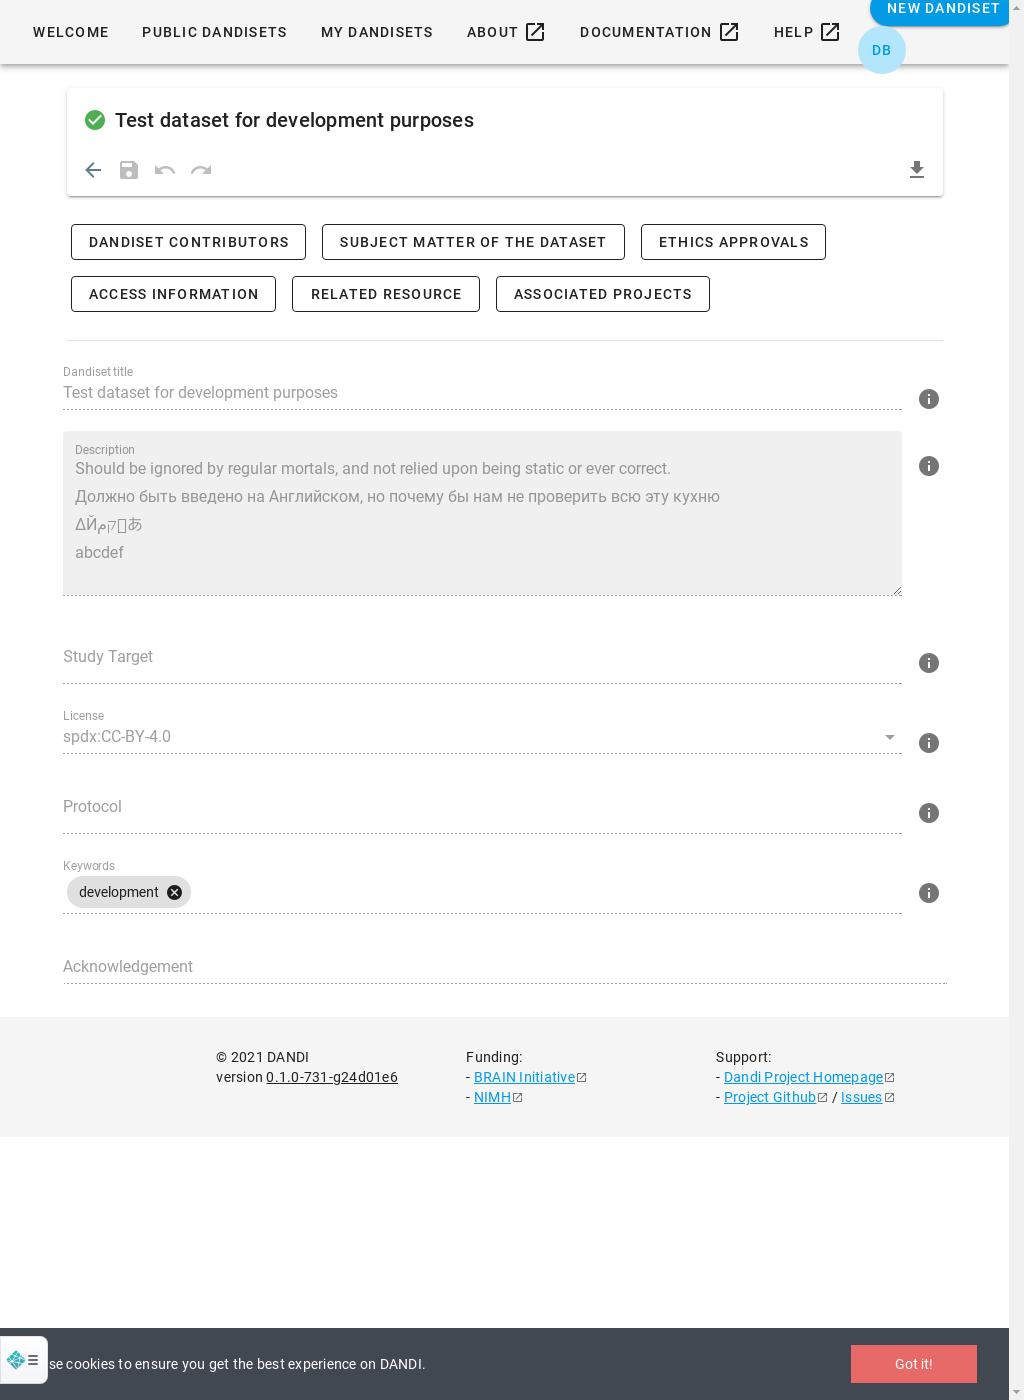 NEW DANDISET
WELCOME PUBLIC DANDISETS MY DANDISETS ABOUT DOCUMENTATION HELP
DB
Test dataset for development purposes
DANDISET CONTRIBUTORS SUBJECT MATTER OF THE DATASET ETHICS APPROVALS
ACCESS INFORMATION RELATED RESOURCE ASSOCIATED PROJECTS
Dandiset title
Test dataset for development purposes
Description
Should be ignored by regular mortals, and not relied upon being static or ever correct.
Должно быть введено на Английском, но почему бы нам не проверить всю эту кухню
abcdef
Study Target
License
spdx:CC-BY-4.0
Protocol
Keywords
development
Acknowledgement
© 2021 DANDI
version 0.1.0-731-g24d01e6
Funding:
- BRAIN Initiative
- NIMH
Support:
- Dandi Project Homepage
- Project Github / Issues
se cookies to ensure you get the best experience on DANDI.
Got it!